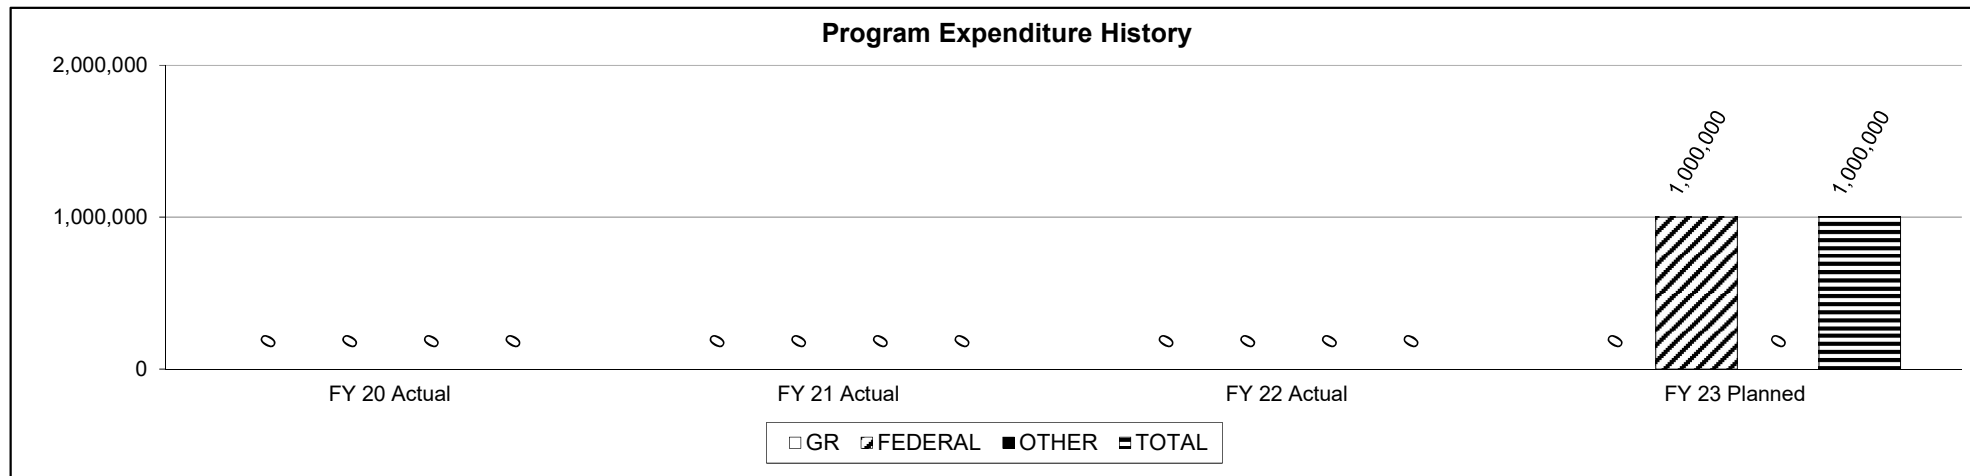 Program Expenditure History
2,000,000
1,000,000
0
1,000,000 1,000,000
0 0 0 0 0 0 0 0 0 0 0 0 0 0
FY 20 Actual FY 21 Actual FY 22 Actual FY 23 Planned
GR FEDERAL OTHER TOTAL